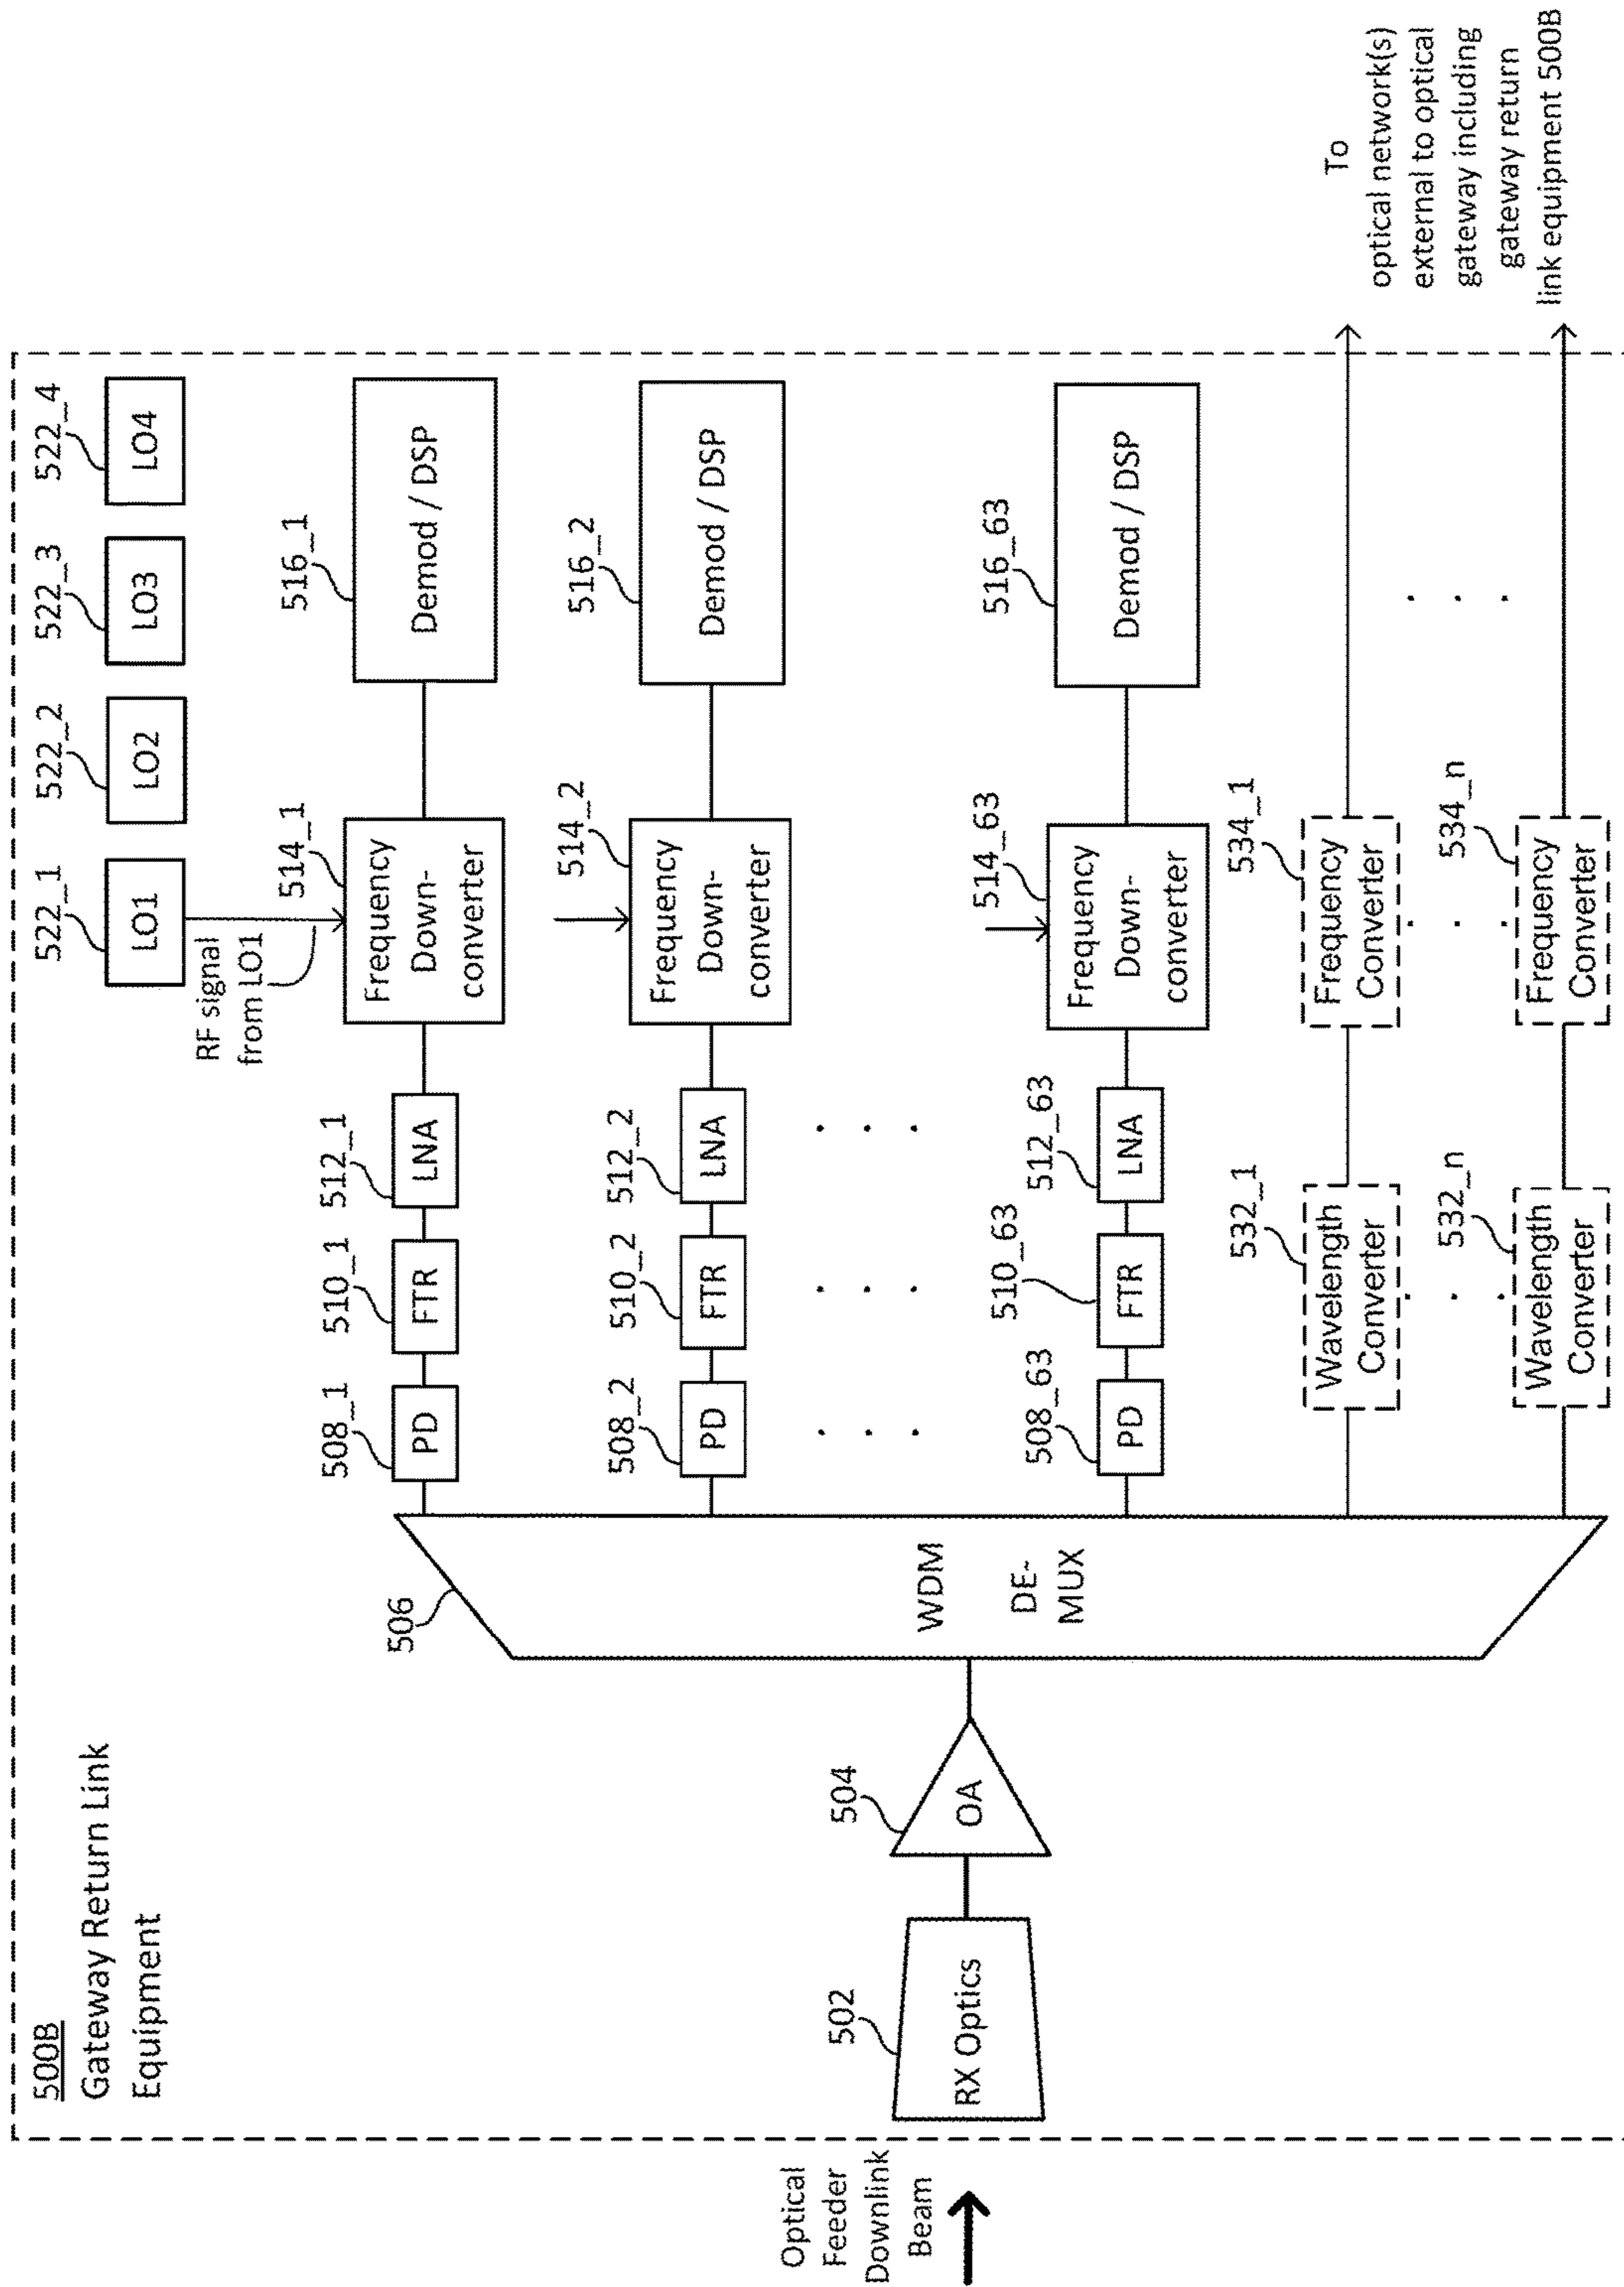 500B
Gateway Return Link
Equipment
Optical
Feeder
Downlink
Beam
502
RX Optics
504
OA
506
WDM
DE-
MUX
522_1
LO1
522_2
LO2
522_3
LO3
522_4
LO4
RF signal
from LO1
508_1
PD
510_1
FTR
512_1
LNA
514_1
Frequency
Down-
converter
516_1
Demod / DSP
508_2
PD
510_2
FTR
512_2
LNA
514_2
Frequency
Down-
converter
516_2
Demod / DSP
508_63
PD
510_63
FTR
512_63
LNA
514_63
Frequency
Down-
converter
516_63
Demod / DSP
532_1
Wavelength
Converter
534_1
Frequency
Converter
532_n
Wavelength
Converter
534_n
Frequency
Converter
To
optical network(s)
external to optical
gateway including
gateway return
link equipment 500B